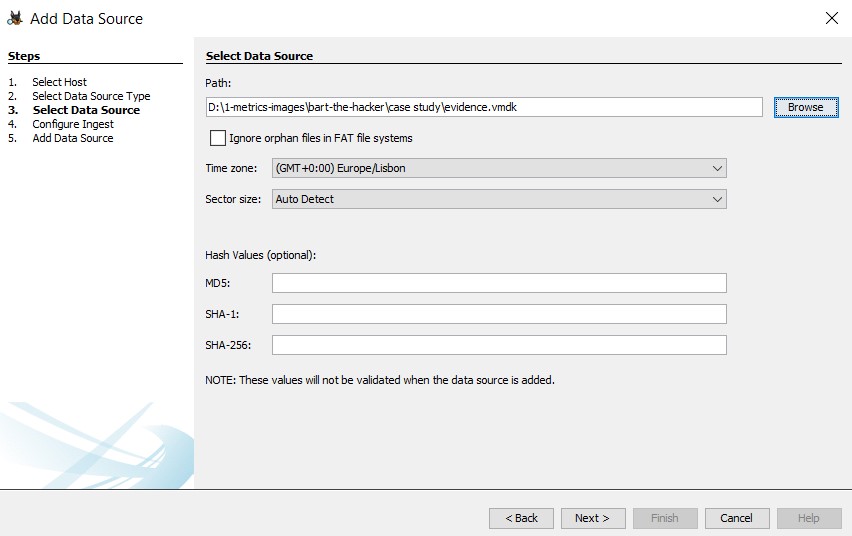 Add Data Source
Steps
1. Select Host
2. Select Data Source Type
3. Select Data Source
4. Configure Ingest
5. Add Data Source
Select Data Source
Path:
D:\1-metrics-images\bart-the-hacker\case study\evidence.vmdk
Browse
Ignore orphan files in FAT file systems
Time zone: (GMT+0:00) Europe/Lisbon
Sector size: Auto Detect
Hash Values (optional):
MD5:
SHA-1:
SHA-256:
NOTE: These values will not be validated when the data source is added.
< Back Next > Finish Cancel Help